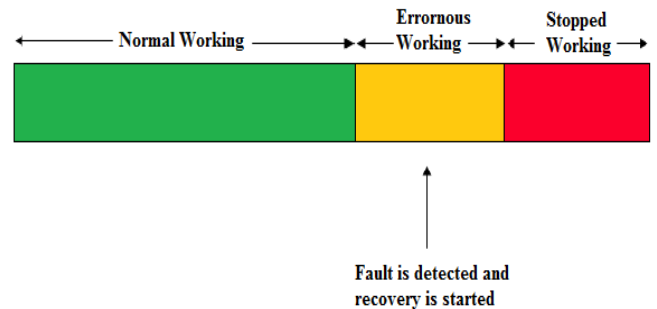 Normal Working
Errornous
Working
Stopped
Working
Fault is detected and
recovery is started